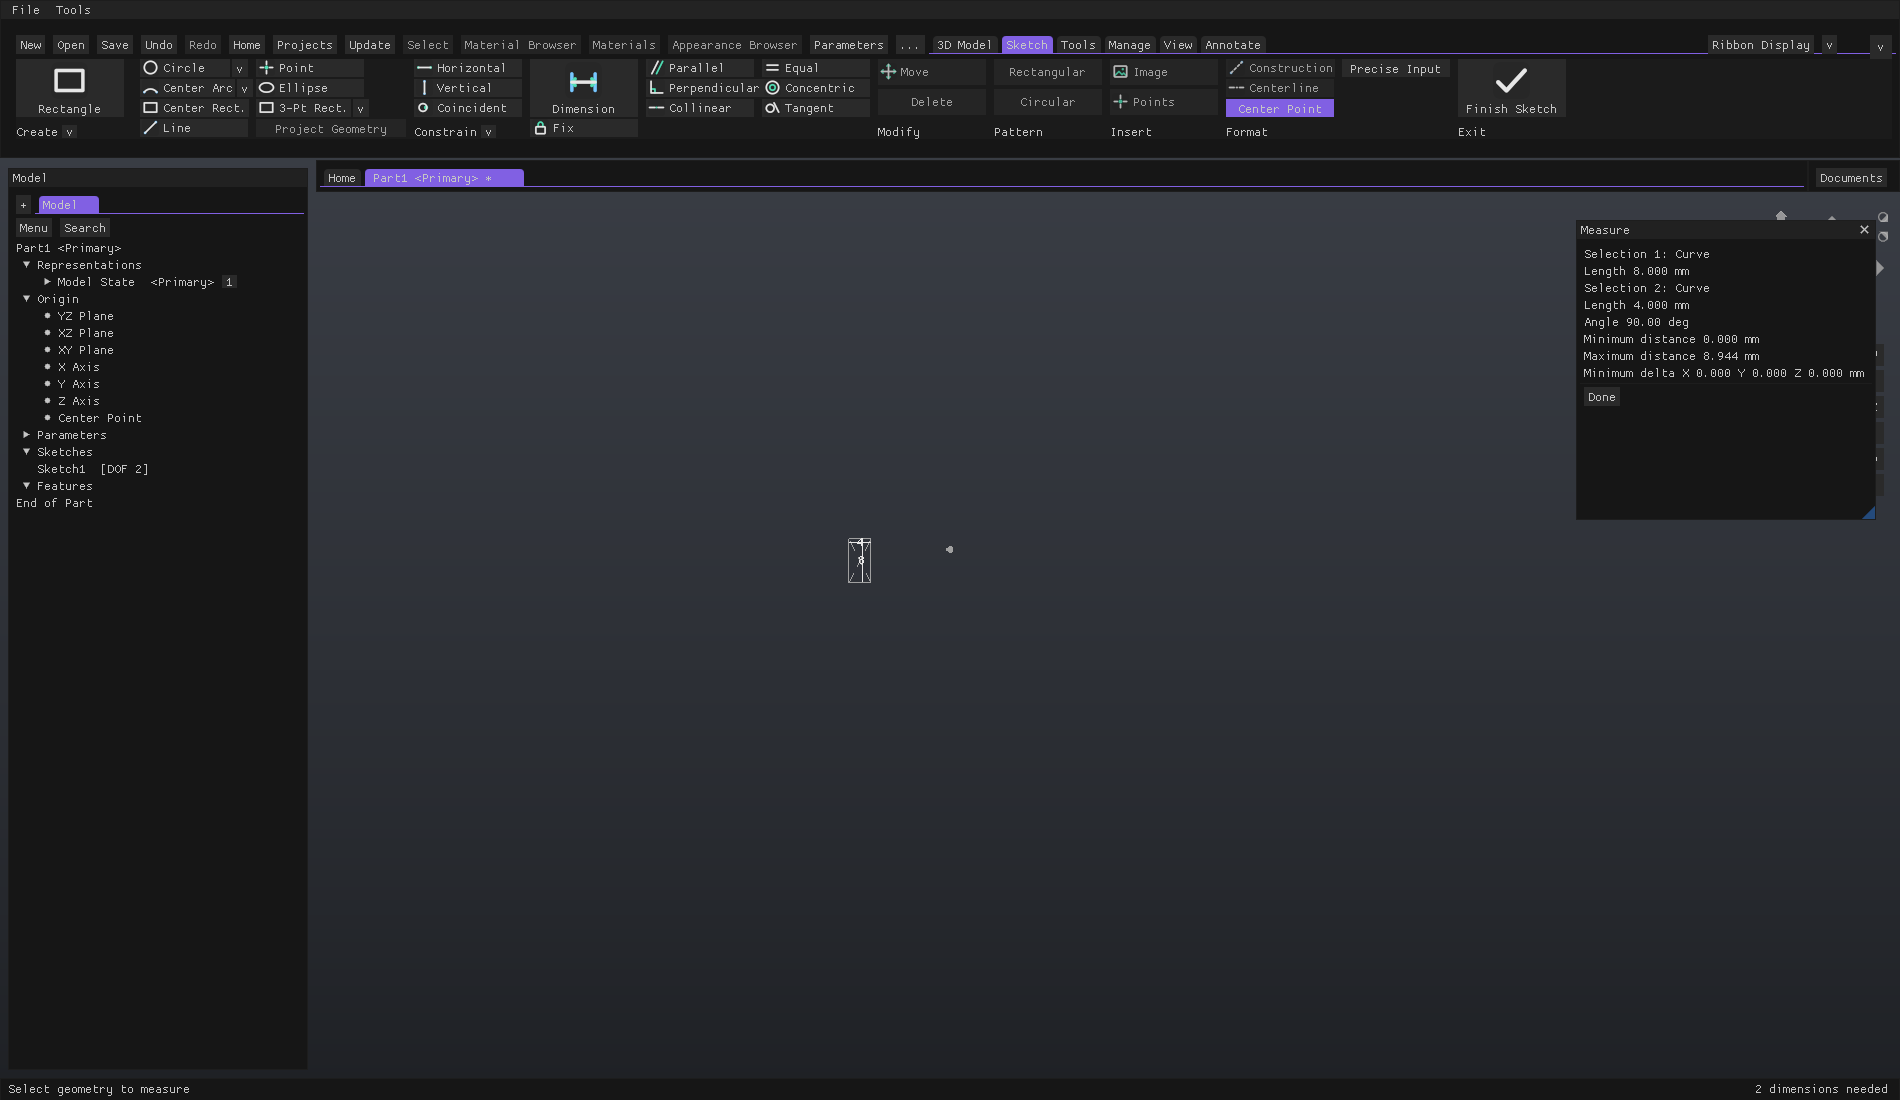 File Tools
New Open Save Undo Redo Home Projects Update Select Material Browser Materials Appearance Browser Parameters ... 3D Model Sketch Tools Manage View Annotate Ribbon Display v v
Rectangle
Create v
Circle v
Center Arc v
Center Rect.
Line
Point
Ellipse
3-Pt Rect. v
Project Geometry
Horizontal
Vertical
Coincident
Constrain v
Dimension
Fix
Parallel
Perpendicular
Collinear
Equal
Concentric
Tangent
Move
Delete
Modify
Rectangular
Circular
Pattern
Image
Points
Insert
Construction
Centerline
Center Point
Format
Precise Input
Finish Sketch
Exit
Model
+ Model
Menu Search
Part1 <Primary>
Representations
Model State <Primary> 1
Origin
YZ Plane
XZ Plane
XY Plane
X Axis
Y Axis
Z Axis
Center Point
Parameters
Sketches
Sketch1 [DOF 2]
Features
End of Part
Home Part1 <Primary> * Documents
4
8
Measure
Selection 1: Curve
Length 8.000 mm
Selection 2: Curve
Length 4.000 mm
Angle 90.00 deg
Minimum distance 0.000 mm
Maximum distance 8.944 mm
Minimum delta X 0.000 Y 0.000 Z 0.000 mm
Done
Select geometry to measure
2 dimensions needed